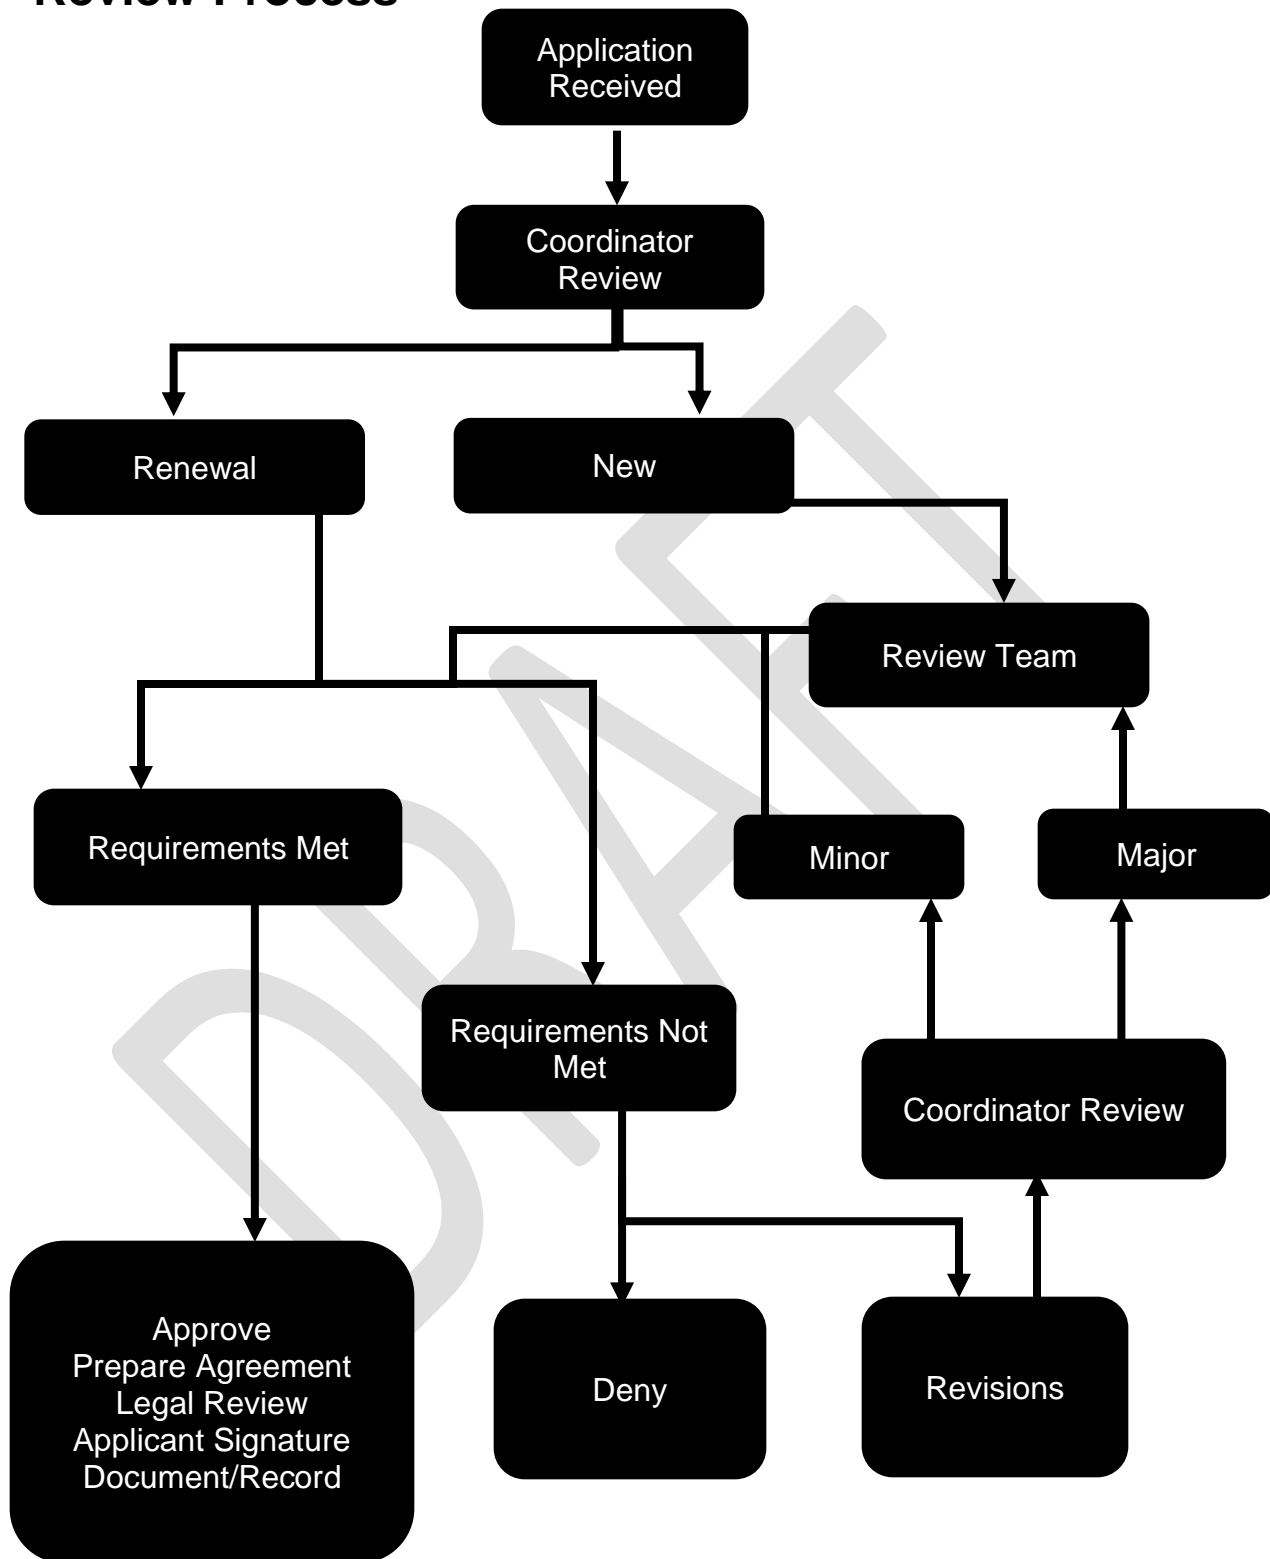 Review Process
Application
Received
Coordinator
Review
Renewal
New
Review Team
Requirements Met
Minor
Major
Requirements Not
Met
Coordinator Review
Approve
Prepare Agreement
Legal Review
Applicant Signature
Document/Record
Deny
Revisions
DRAFT